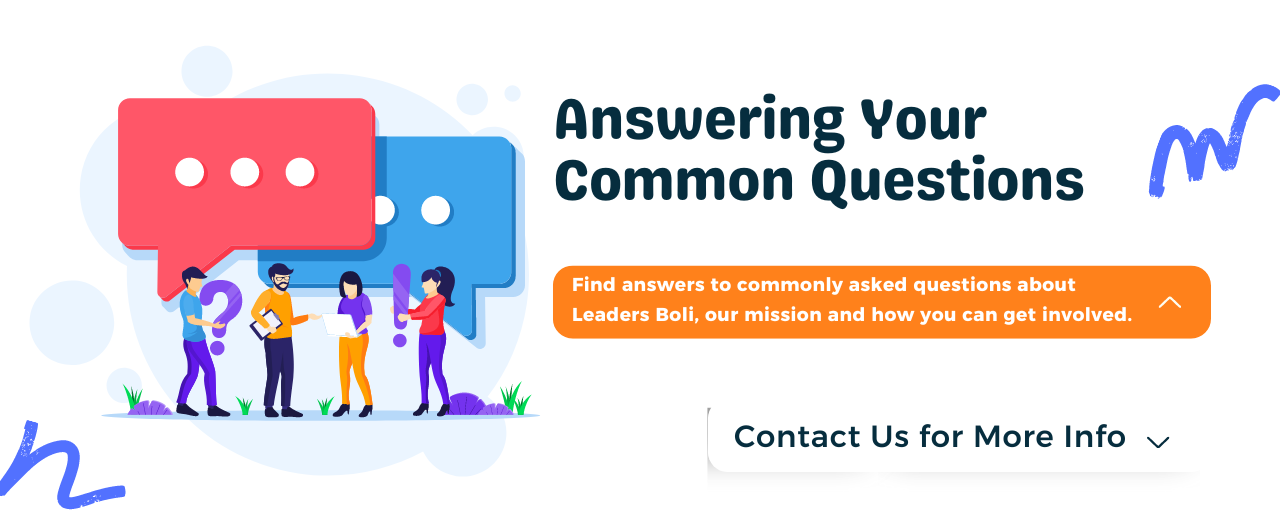 Answering Your
Common Questions
Find answers to commonly asked questions about
Leaders Boli, our mission and how you can get involved.
Contact Us for More Info